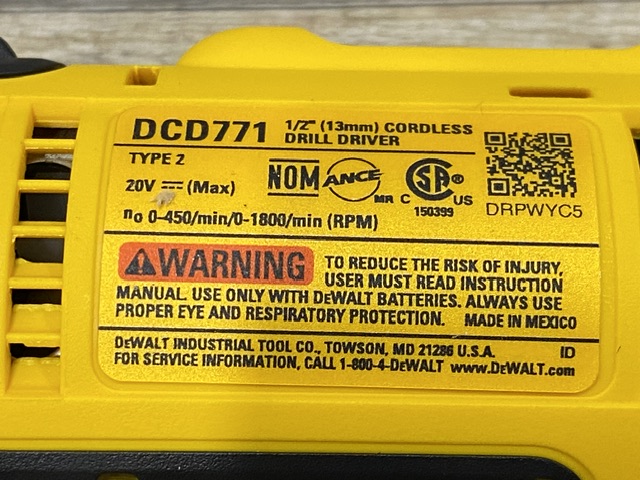 DCD771 1/2" (13mm) CORDLESS
DRILL DRIVER
TYPE 2
20V ⎓ (Max)
NOM ANCE MR C SA® US
150399
DRPWYC5
no 0-450/min/0-1800/min (RPM)
WARNING TO REDUCE THE RISK OF INJURY,
USER MUST READ INSTRUCTION
MANUAL. USE ONLY WITH DEWALT BATTERIES. ALWAYS USE
PROPER EYE AND RESPIRATORY PROTECTION. MADE IN MEXICO
DEWALT INDUSTRIAL TOOL CO., TOWSON, MD 21286 U.S.A. ID
FOR SERVICE INFORMATION, CALL 1-800-4-DEWALT www.DEWALT.com